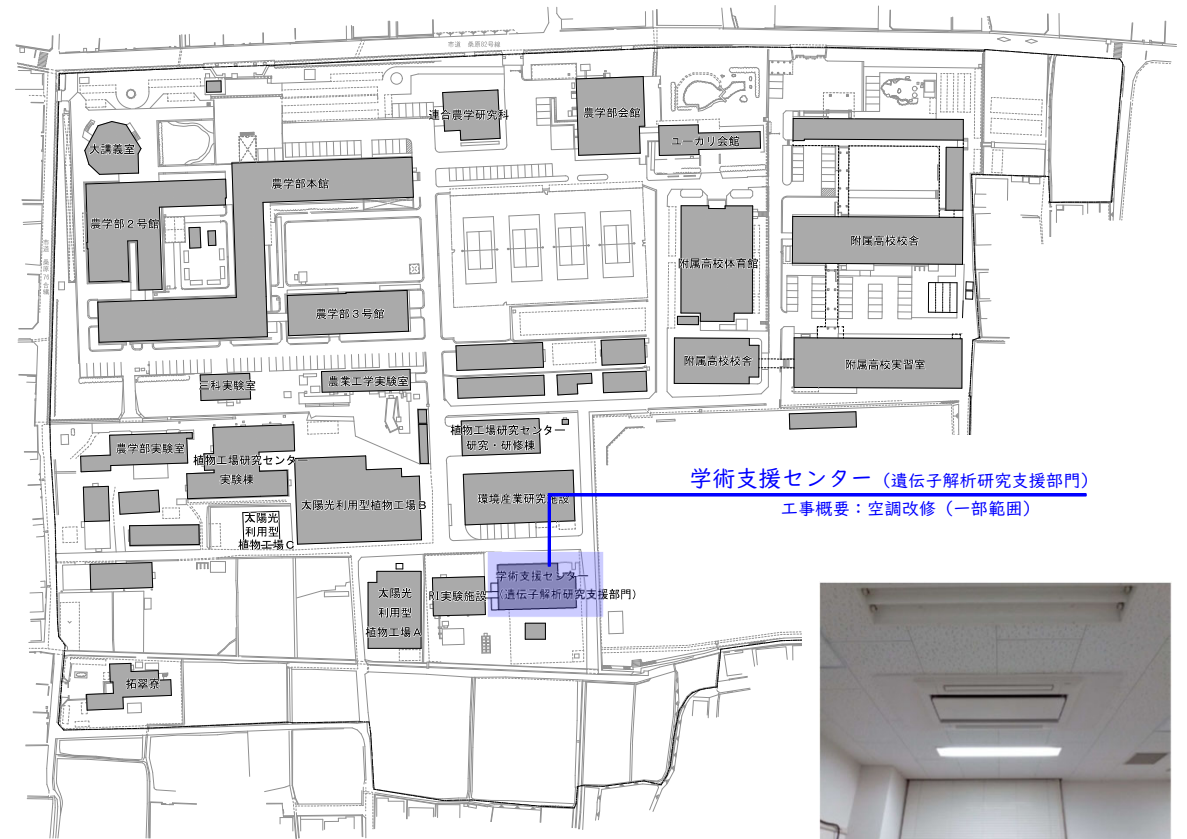 市道 桑原92号線
連合農学研究科
農学部会館
大講義室
ユーカリ会館
農学部本館
農学部２号館
附属高校校舎
附属高校体育館
農学部３号館
附属高校校舎
附属高校実習室
三科実験室
農業工学実験室
植物工場研究センター
研究・研修棟
農学部実験室
植物工場研究センター
実験棟
学術支援センター（遺伝子解析研究支援部門）
環境産業研究施設
太陽光利用型植物工場Ｂ
工事概要：空調改修（一部範囲）
太陽光
利用型
植物工場Ｃ
学術支援センター
（遺伝子解析研究支援部門）
太陽光
利用型
植物工場Ａ
RI実験施設
拓翠寮